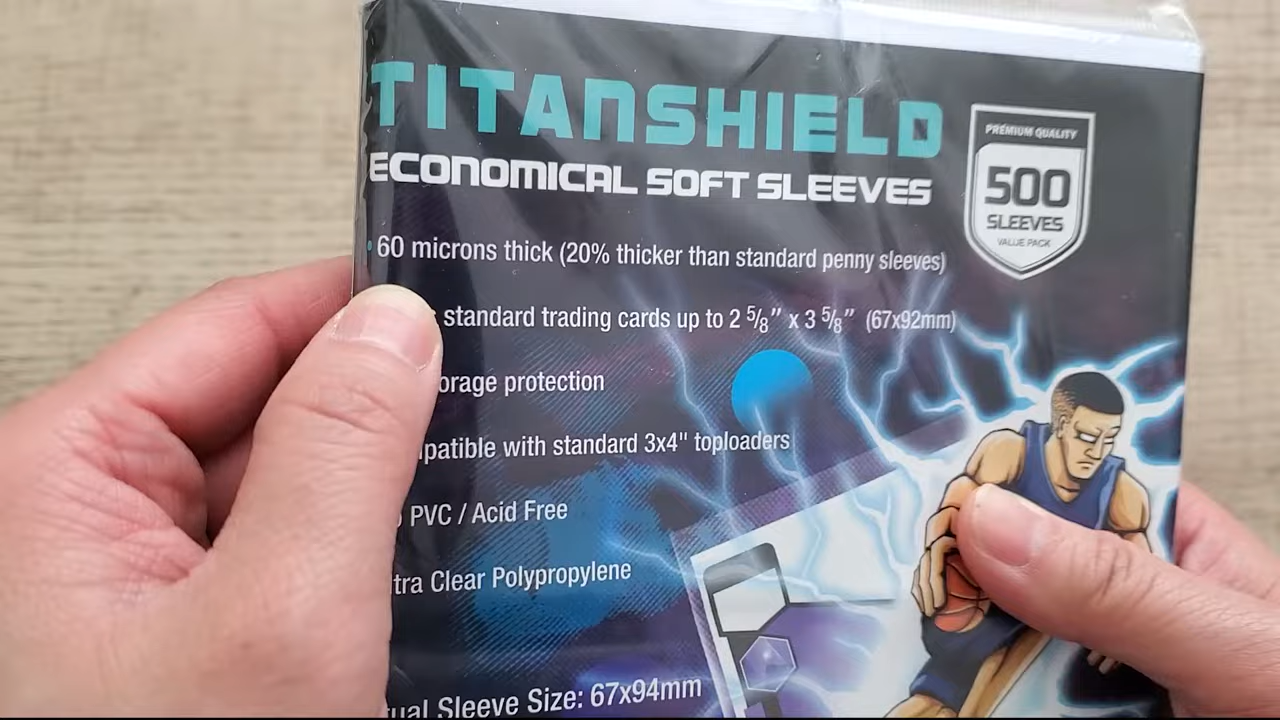 TITANSHIELD
ECONOMICAL SOFT SLEEVES
PREMIUM QUALITY
500
SLEEVES
VALUE PACK
60 microns thick (20% thicker than standard penny sleeves)
standard trading cards up to 2 5/8" x 3 5/8" (67x92mm)
orage protection
patible with standard 3x4" toploaders
PVC / Acid Free
tra Clear Polypropylene
ual Sleeve Size: 67x94mm